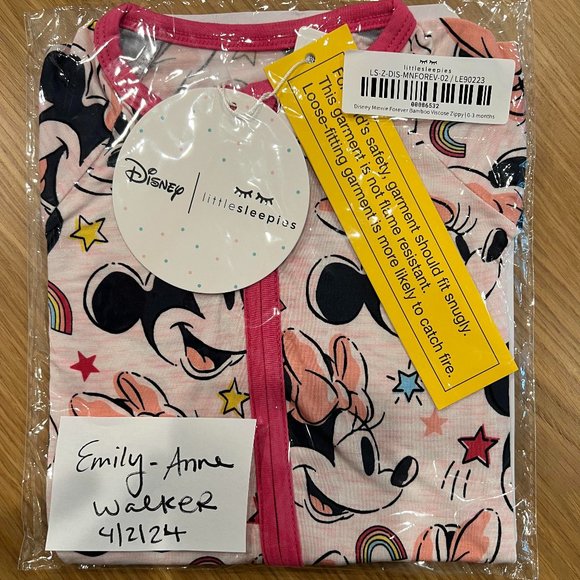 littlesleepies
LS-Z-DIS-MNFOREV-02 / LE90223
00086532
Disney Minnie Forever Bamboo Viscose Zippy | 0-3 months
Disney
littlesleepies
safety, garment should fit snugly.
This garment is not flame resistant.
Loose-fitting garment is more likely to catch fire.
Emily-Anne
Walker
4/2/24